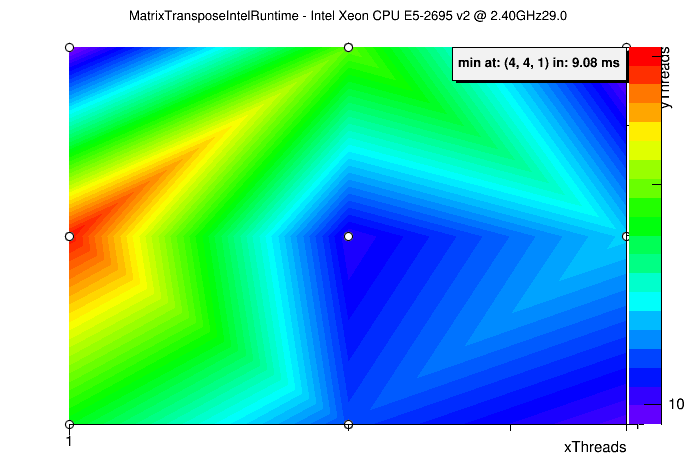 MatrixTransposeIntelRuntime - Intel Xeon CPU E5-2695 v2 @ 2.40GHz29.0
min at: (4, 4, 1) in: 9.08 ms
yThreads
10
1
xThreads